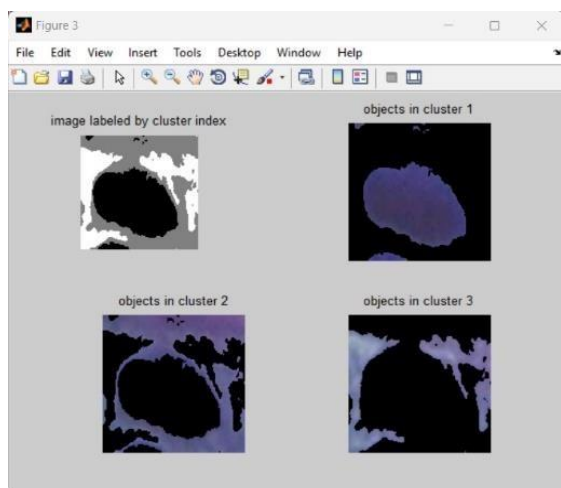 Figure 3
File Edit View Insert Tools Desktop Window Help
image labeled by cluster index
objects in cluster 1
objects in cluster 2
objects in cluster 3